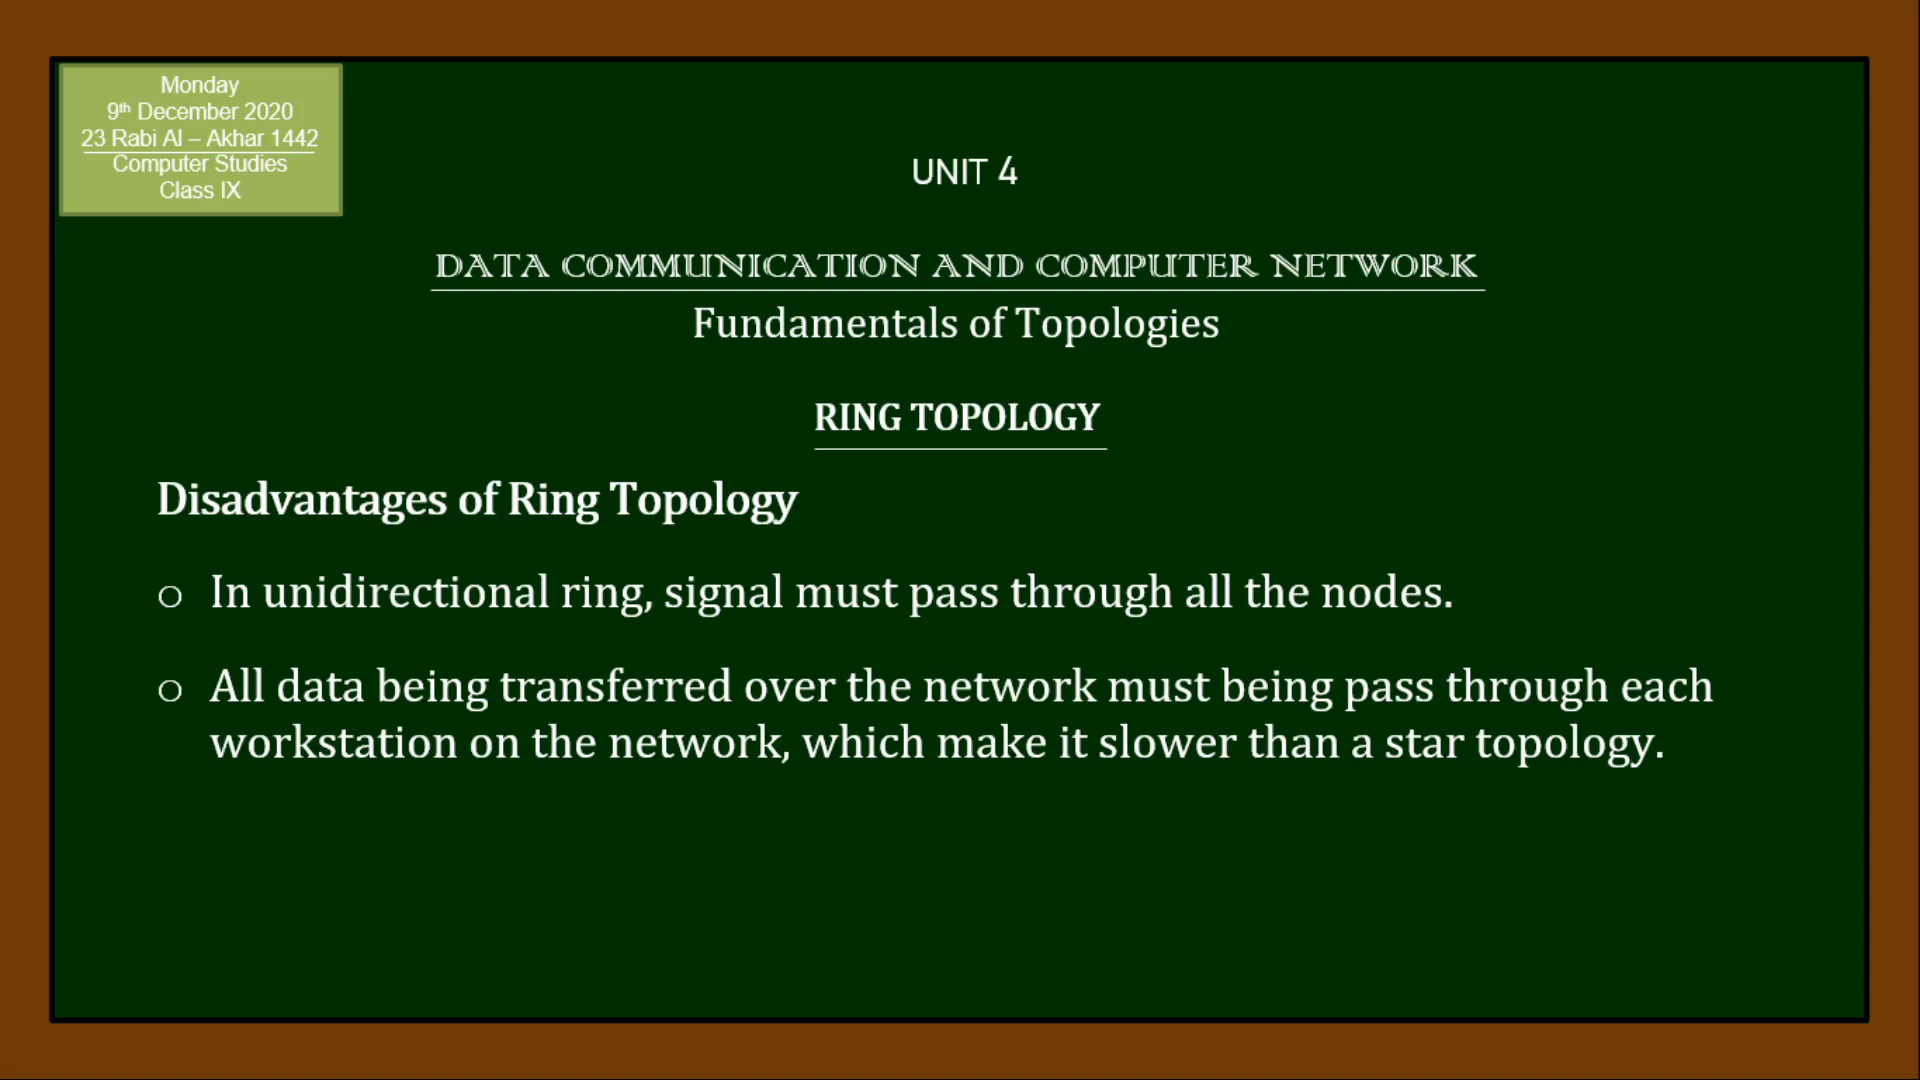 Monday
9th December 2020
23 Rabi Al – Akhar 1442
Computer Studies
Class IX
UNIT 4
DATA COMMUNICATION AND COMPUTER NETWORK
Fundamentals of Topologies
RING TOPOLOGY
Disadvantages of Ring Topology
o In unidirectional ring, signal must pass through all the nodes.
o All data being transferred over the network must being pass through each
workstation on the network, which make it slower than a star topology.